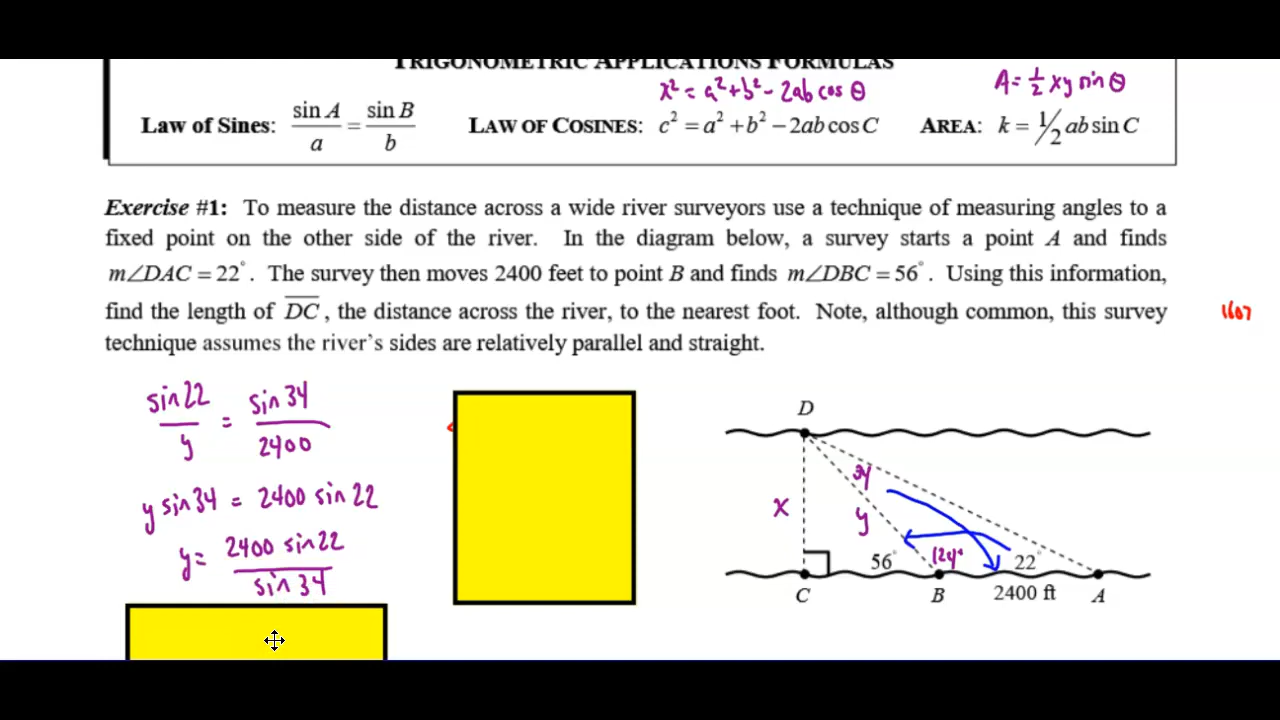 TRIGONOMETRIC APPLICATIONS FORMULAS
x² = a² + b² - 2ab cos θ
A = ½ xy sin θ
Law of Sines: sin A / a = sin B / b LAW OF COSINES: c² = a² + b² − 2ab cos C AREA: k = 1/2 ab sin C
Exercise #1: To measure the distance across a wide river surveyors use a technique of measuring angles to a
fixed point on the other side of the river. In the diagram below, a survey starts a point A and finds
m∠DAC = 22°. The survey then moves 2400 feet to point B and finds m∠DBC = 56°. Using this information,
find the length of D̅C̅, the distance across the river, to the nearest foot. Note, although common, this survey
technique assumes the river's sides are relatively parallel and straight.
1607
sin 22 / y = sin 34 / 2400
y sin 34 = 2400 sin 22
y = 2400 sin 22 / sin 34
D
34
x
y
56° 124° 22°
C B 2400 ft A